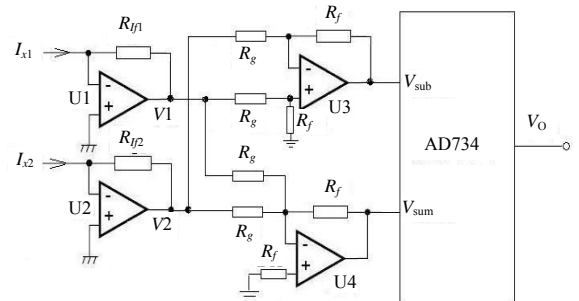 R_If1
R_f
I_x1
R_g
-
-
+
U1
+
U3
V1
V_sub
R_If2
R_g
R_f
V_O
AD734
I_x2
R_g
R_f
-
U2
+
V2
V_sum
R_g
-
R_f
+
U4